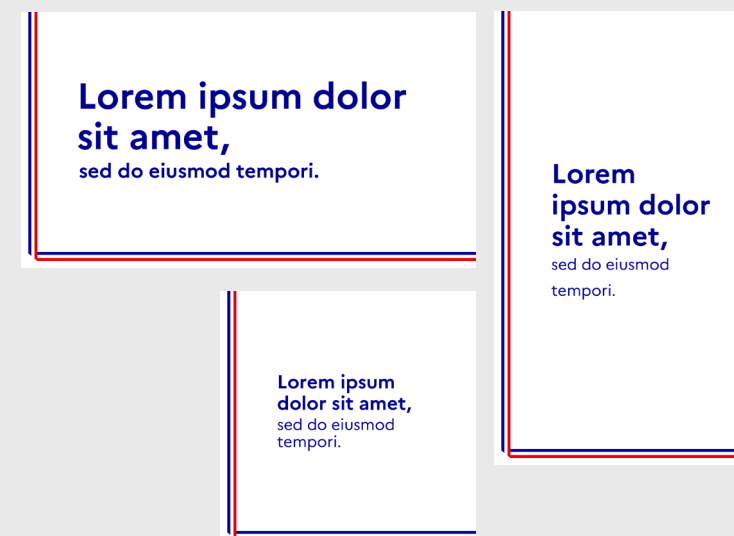 Lorem ipsum dolor
sit amet,
sed do eiusmod tempori.
Lorem
ipsum dolor
sit amet,
sed do eiusmod
tempori.
Lorem ipsum
dolor sit amet,
sed do eiusmod
tempori.